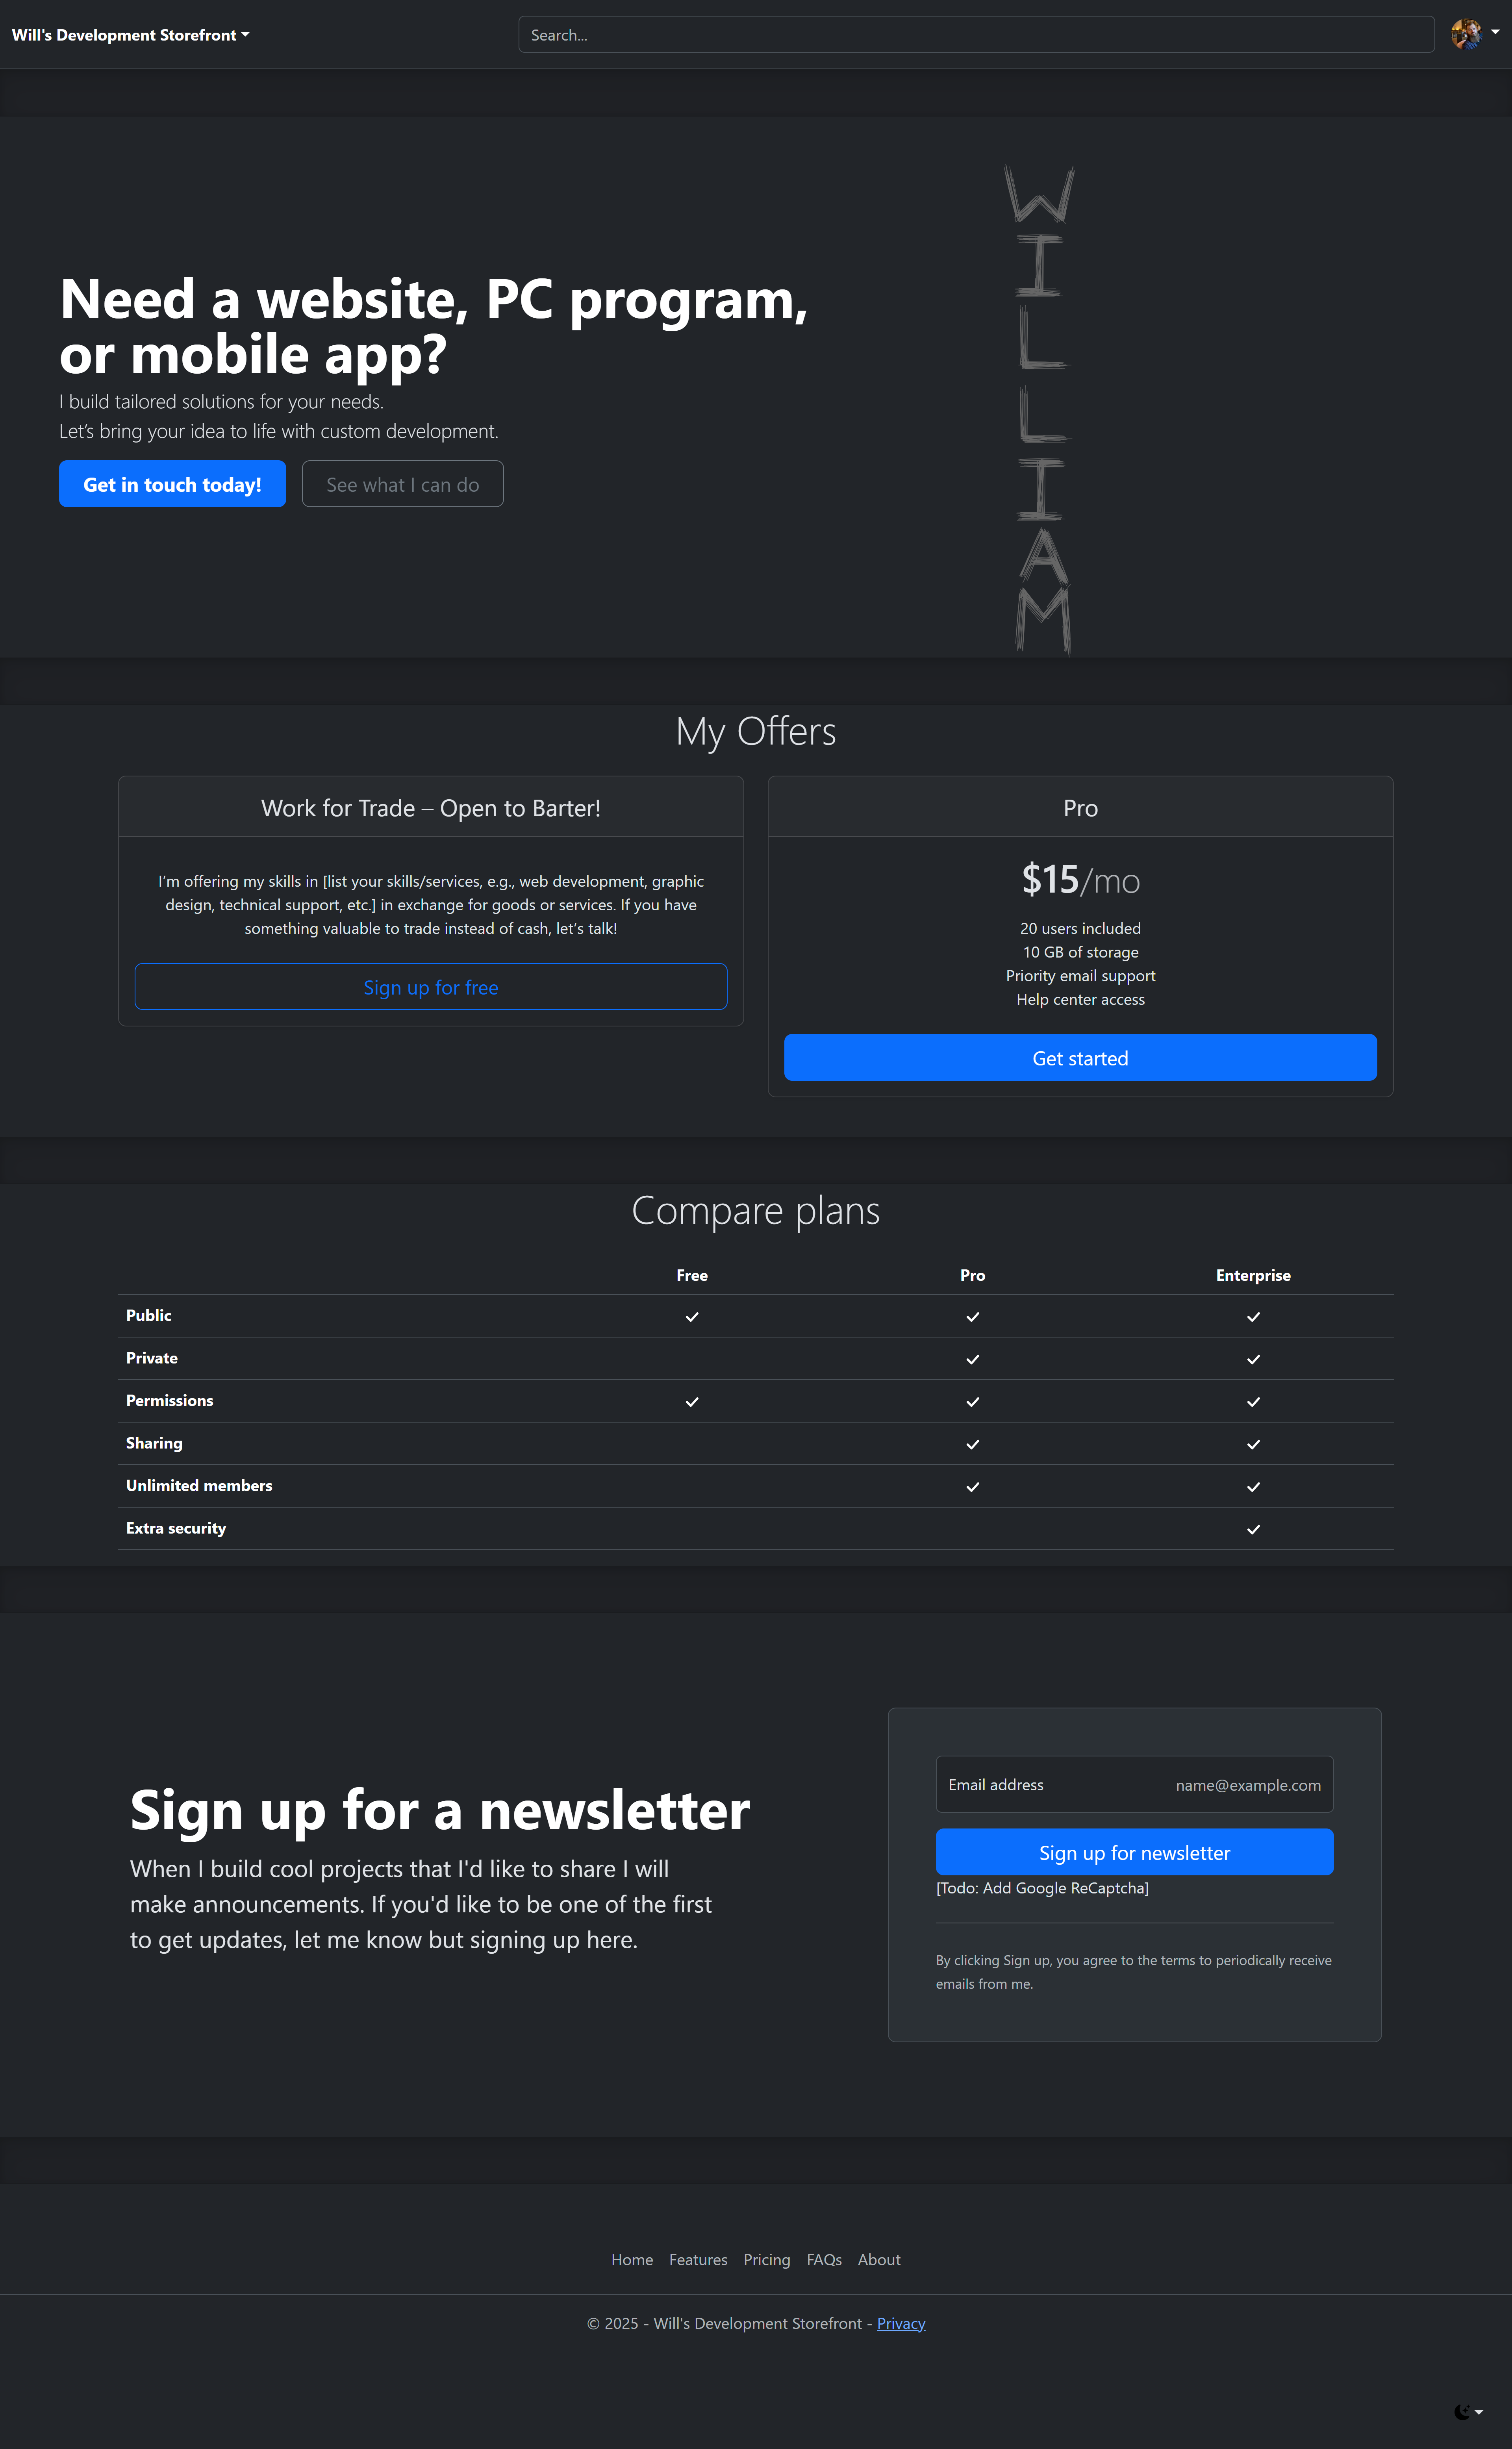 Will's Development Storefront
Search...
Need a website, PC program,
or mobile app?
I build tailored solutions for your needs.
Let’s bring your idea to life with custom development.
Get in touch today!
See what I can do
W
I
L
L
I
A
M
My Offers
Work for Trade – Open to Barter!
I’m offering my skills in [list your skills/services, e.g., web development, graphic
design, technical support, etc.] in exchange for goods or services. If you have
something valuable to trade instead of cash, let’s talk!
Sign up for free
Pro
$15/mo
20 users included
10 GB of storage
Priority email support
Help center access
Get started
Compare plans
Free Pro Enterprise
Public
Private
Permissions
Sharing
Unlimited members
Extra security
Sign up for a newsletter
When I build cool projects that I'd like to share I will
make announcements. If you'd like to be one of the first
to get updates, let me know but signing up here.
Email address name@example.com
Sign up for newsletter
[Todo: Add Google ReCaptcha]
By clicking Sign up, you agree to the terms to periodically receive
emails from me.
Home Features Pricing FAQs About
© 2025 - Will's Development Storefront - Privacy